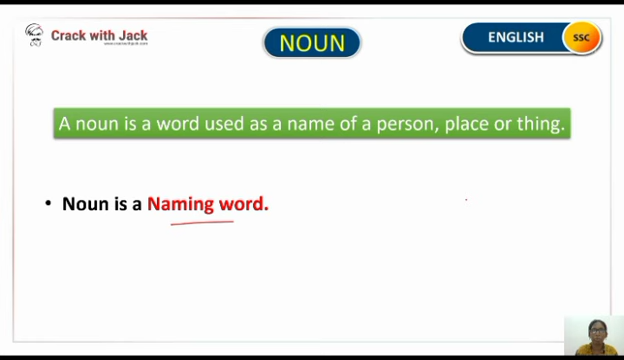 Crack with Jack
NOUN
ENGLISH
SSC
A noun is a word used as a name of a person, place or thing.
• Noun is a Naming word.